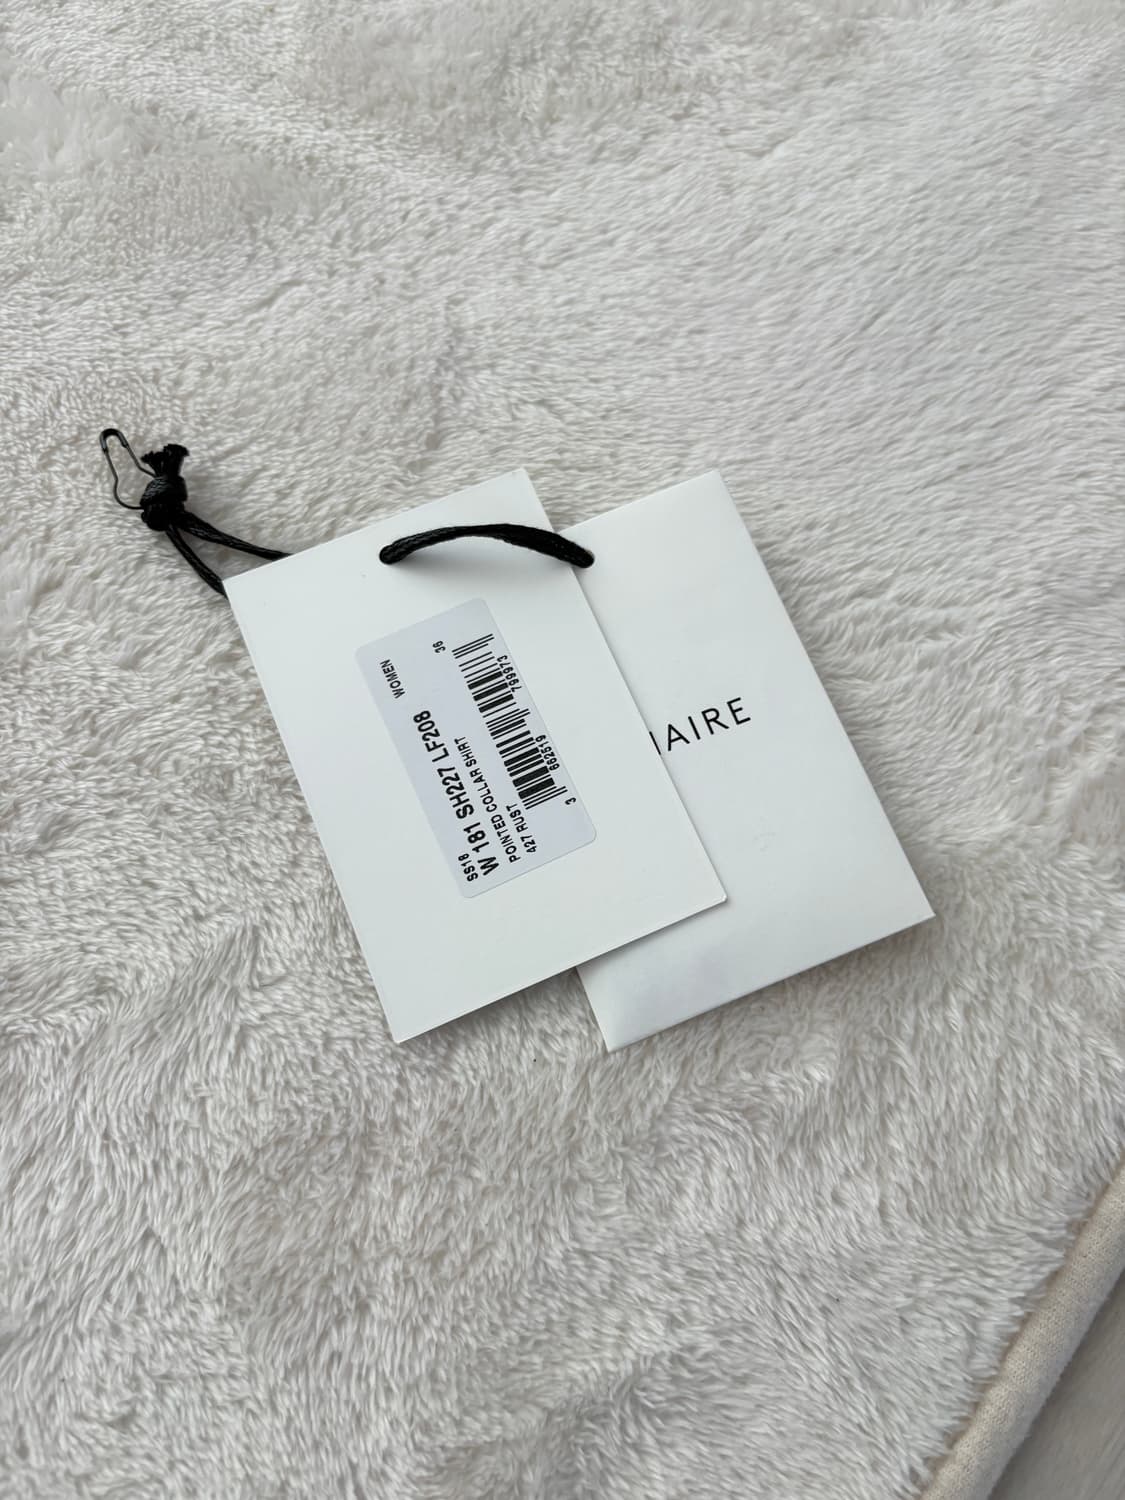 WOMEN 36
SS18
W 181 SH227 LF208
POINTED COLLAR SHIRT
427 RUST
3 662519 799973
AIRE